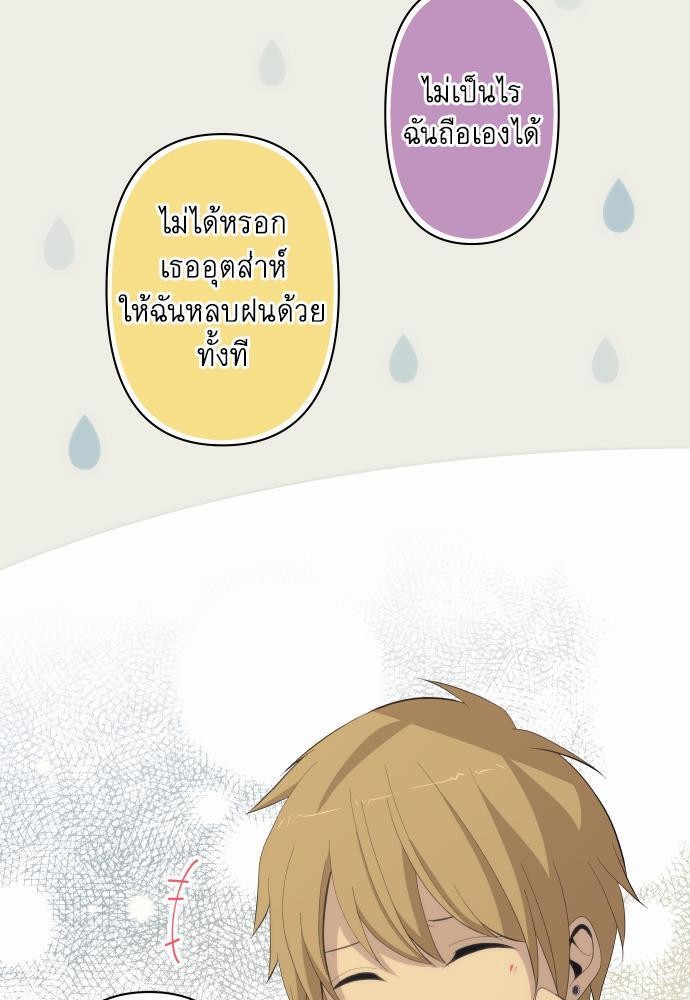 ไม่เป็นไร
ฉันถือเองได้
ไม่ได้หรอก
เธออุตส่าห์
ให้ฉันหลบฝนด้วย
ทั้งที